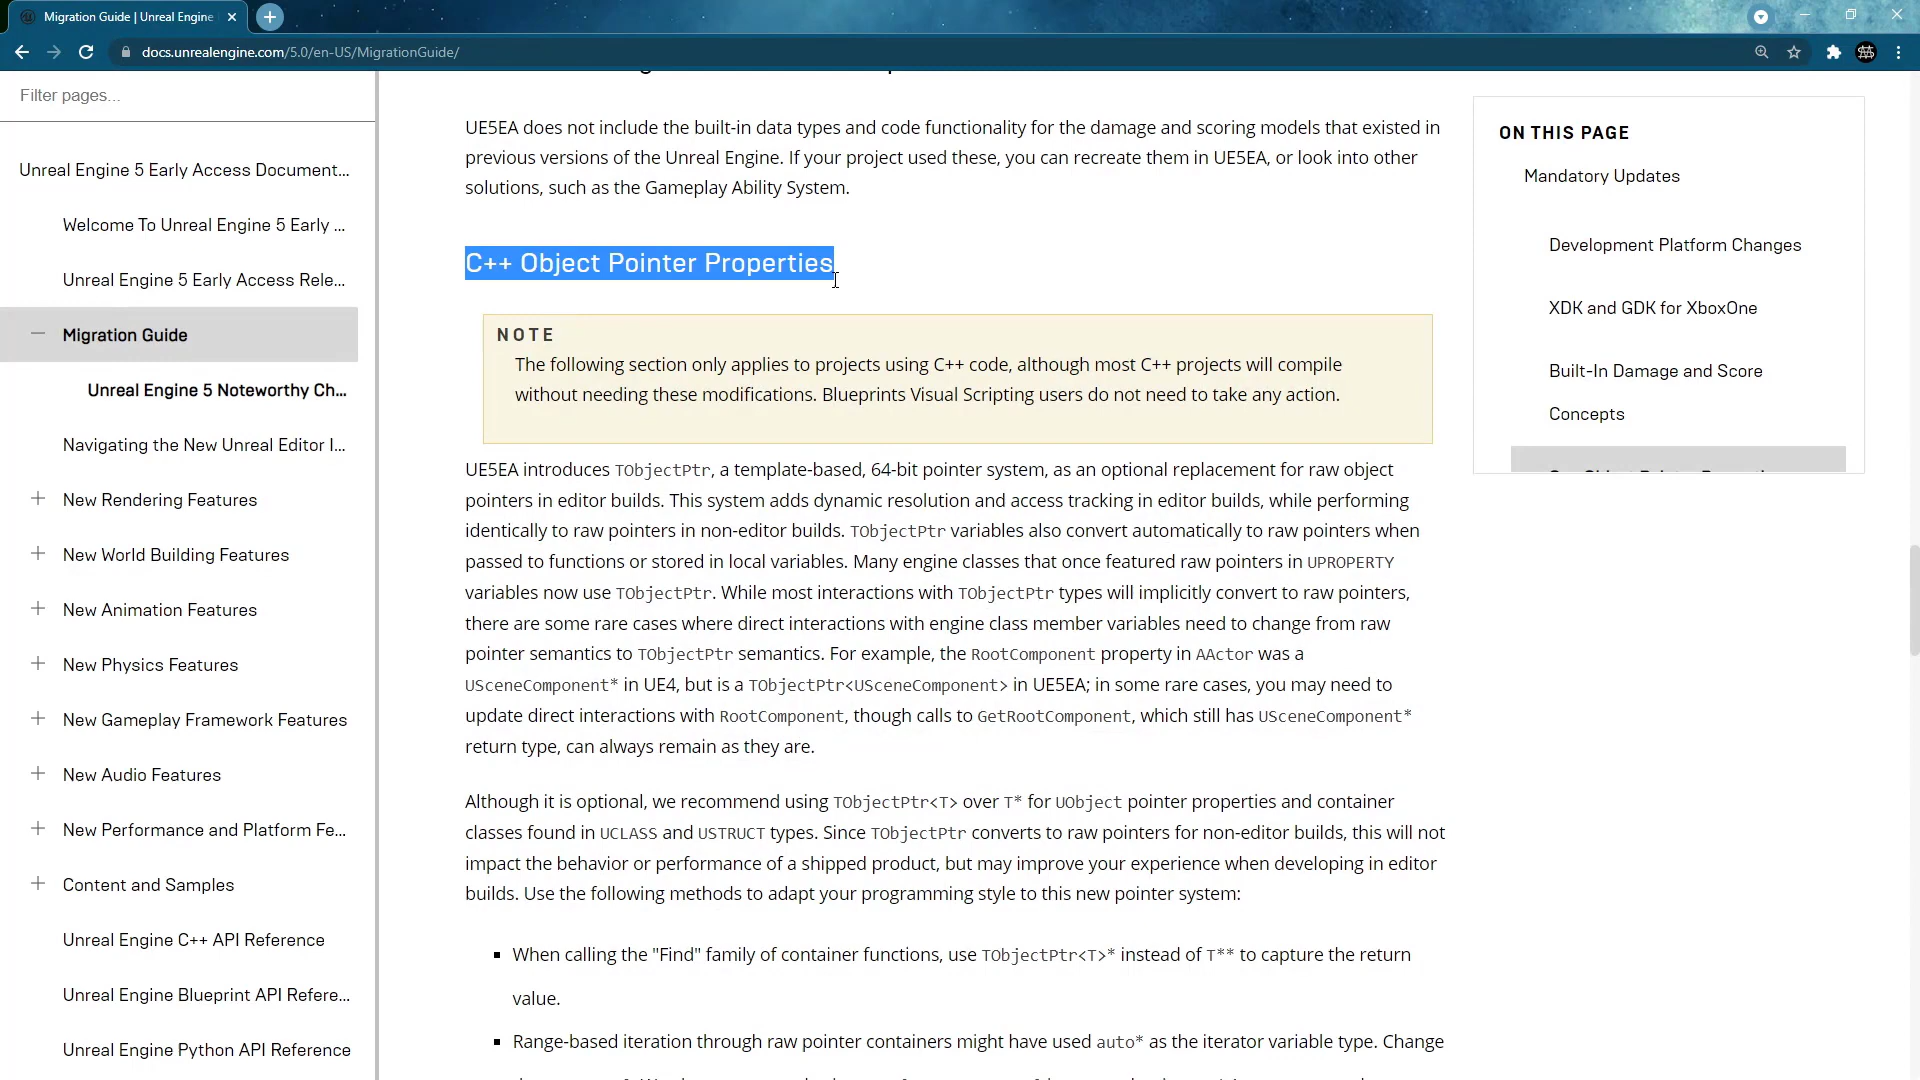 Migration Guide | Unreal Engine
docs.unrealengine.com/5.0/en-US/MigrationGuide/
Filter pages...
Unreal Engine 5 Early Access Document...
Welcome To Unreal Engine 5 Early ...
Unreal Engine 5 Early Access Rele...
Migration Guide
Unreal Engine 5 Noteworthy Ch...
Navigating the New Unreal Editor I...
New Rendering Features
New World Building Features
New Animation Features
New Physics Features
New Gameplay Framework Features
New Audio Features
New Performance and Platform Fe...
Content and Samples
Unreal Engine C++ API Reference
Unreal Engine Blueprint API Refere...
Unreal Engine Python API Reference
UE5EA does not include the built-in data types and code functionality for the damage and scoring models that existed in
previous versions of the Unreal Engine. If your project used these, you can recreate them in UE5EA, or look into other
solutions, such as the Gameplay Ability System.
C++ Object Pointer Properties
NOTE
The following section only applies to projects using C++ code, although most C++ projects will compile
without needing these modifications. Blueprints Visual Scripting users do not need to take any action.
UE5EA introduces TObjectPtr, a template-based, 64-bit pointer system, as an optional replacement for raw object
pointers in editor builds. This system adds dynamic resolution and access tracking in editor builds, while performing
identically to raw pointers in non-editor builds. TObjectPtr variables also convert automatically to raw pointers when
passed to functions or stored in local variables. Many engine classes that once featured raw pointers in UPROPERTY
variables now use TObjectPtr. While most interactions with TObjectPtr types will implicitly convert to raw pointers,
there are some rare cases where direct interactions with engine class member variables need to change from raw
pointer semantics to TObjectPtr semantics. For example, the RootComponent property in AActor was a
USceneComponent* in UE4, but is a TObjectPtr<USceneComponent> in UE5EA; in some rare cases, you may need to
update direct interactions with RootComponent, though calls to GetRootComponent, which still has USceneComponent*
return type, can always remain as they are.
Although it is optional, we recommend using TObjectPtr<T> over T* for UObject pointer properties and container
classes found in UCLASS and USTRUCT types. Since TObjectPtr converts to raw pointers for non-editor builds, this will not
impact the behavior or performance of a shipped product, but may improve your experience when developing in editor
builds. Use the following methods to adapt your programming style to this new pointer system:
▪ When calling the "Find" family of container functions, use TObjectPtr<T>* instead of T** to capture the return
value.
▪ Range-based iteration through raw pointer containers might have used auto* as the iterator variable type. Change
ON THIS PAGE
Mandatory Updates
Development Platform Changes
XDK and GDK for XboxOne
Built-In Damage and Score
Concepts